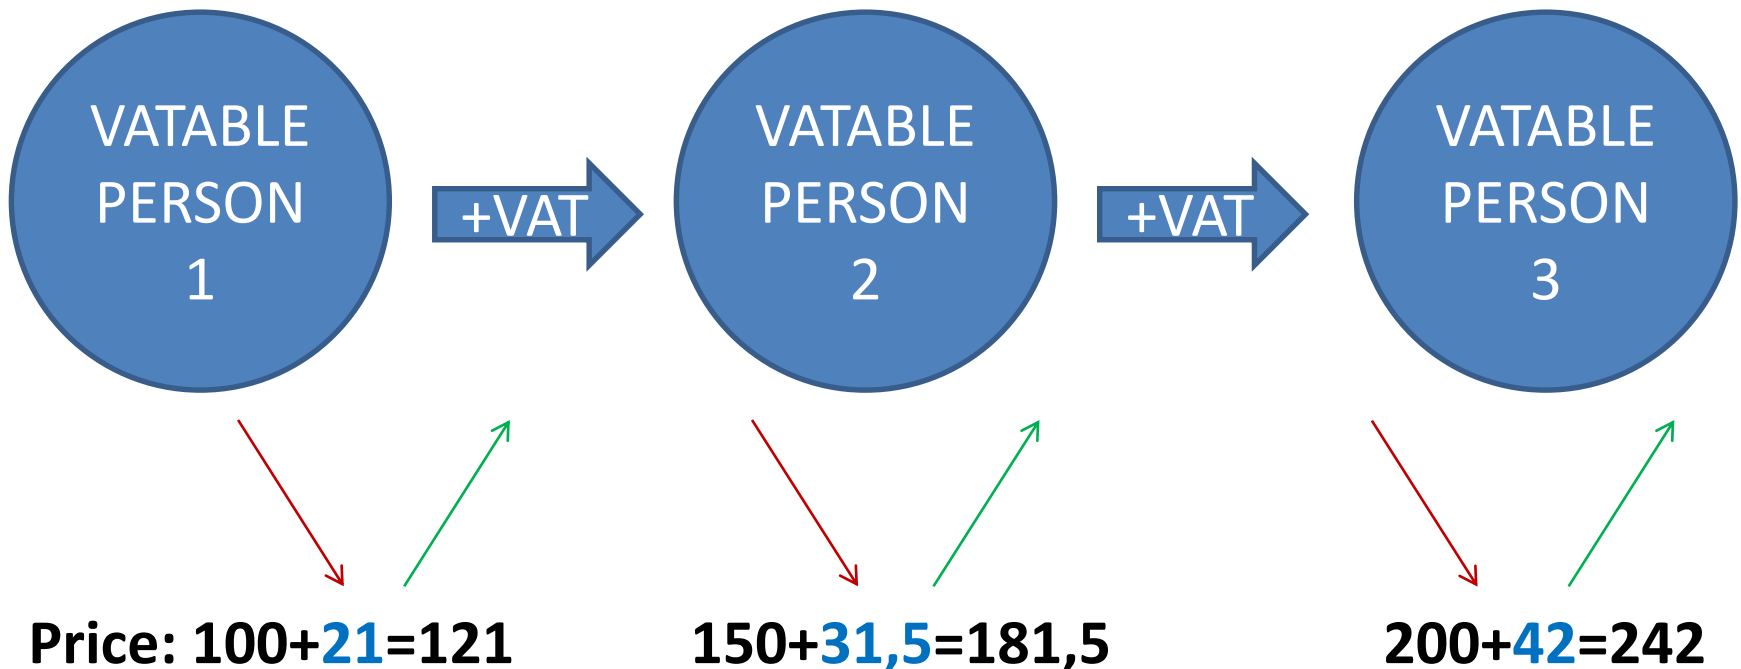 VATABLE
PERSON
1
+VAT
VATABLE
PERSON
2
+VAT
VATABLE
PERSON
3
Price: 100+21=121
150+31,5=181,5
200+42=242